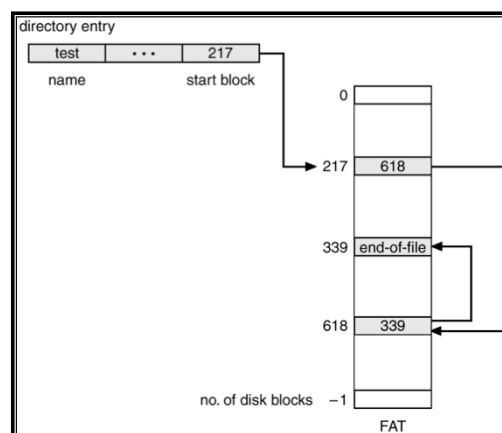 directory entry
test ••• 217
name start block
0
217 618
339 end-of-file
618 339
no. of disk blocks –1
FAT